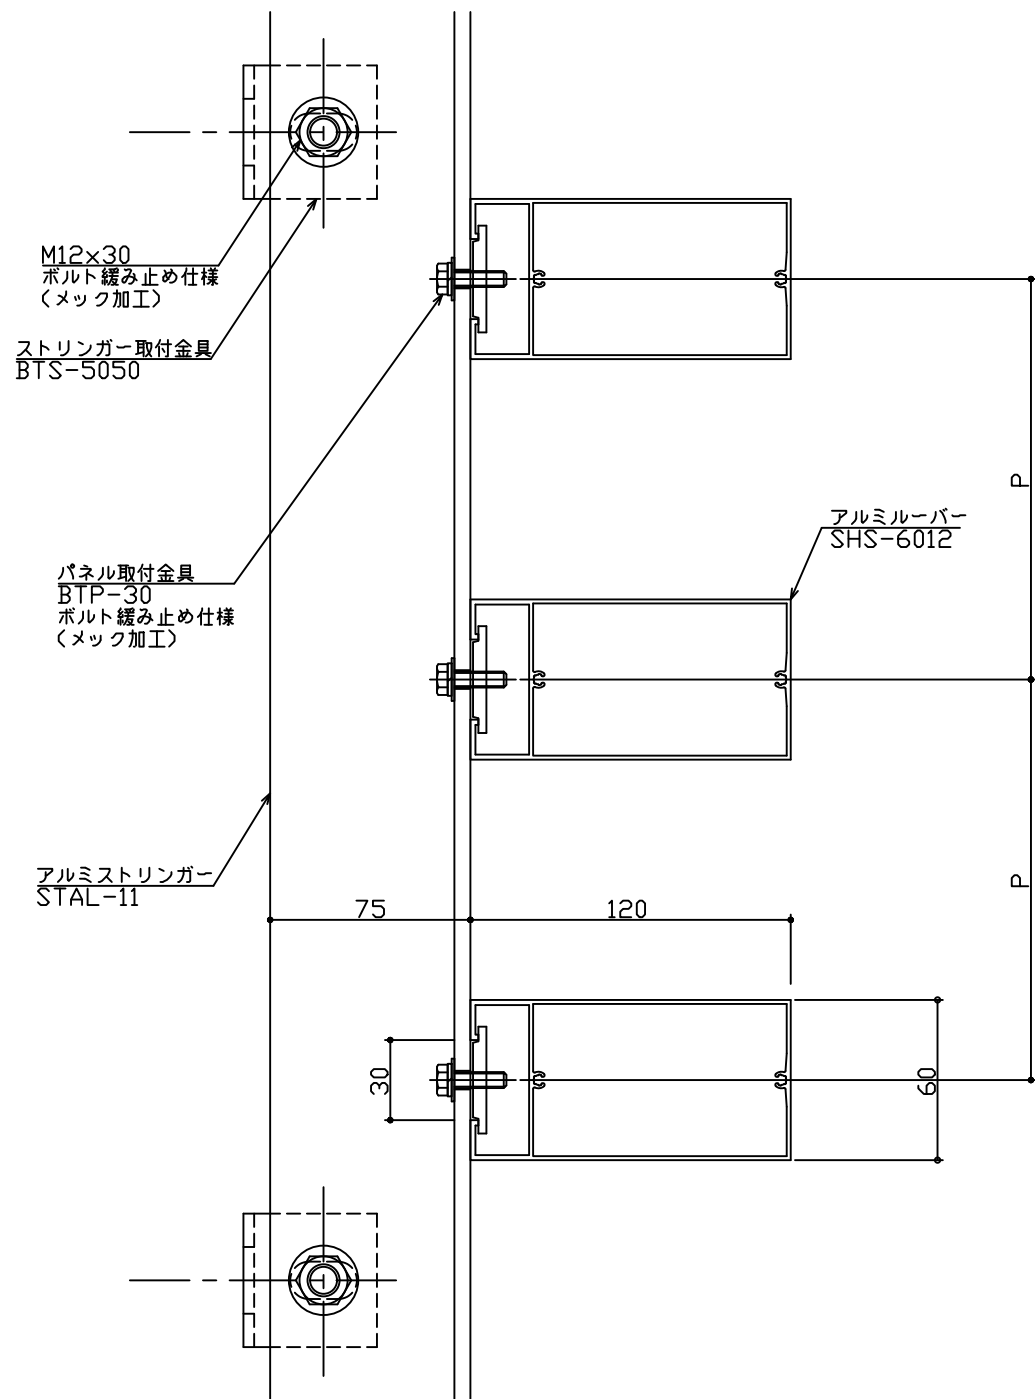 M12x30
ボルト緩み止め仕様
(メック加工)
ストリンガー取付金具
BTS-5050
P
アルミルーバー
SHS-6012
パネル取付金具
BTP-30
ボルト緩み止め仕様
(メック加工)
アルミストリンガー
STAL-11
P
75
120
30
60